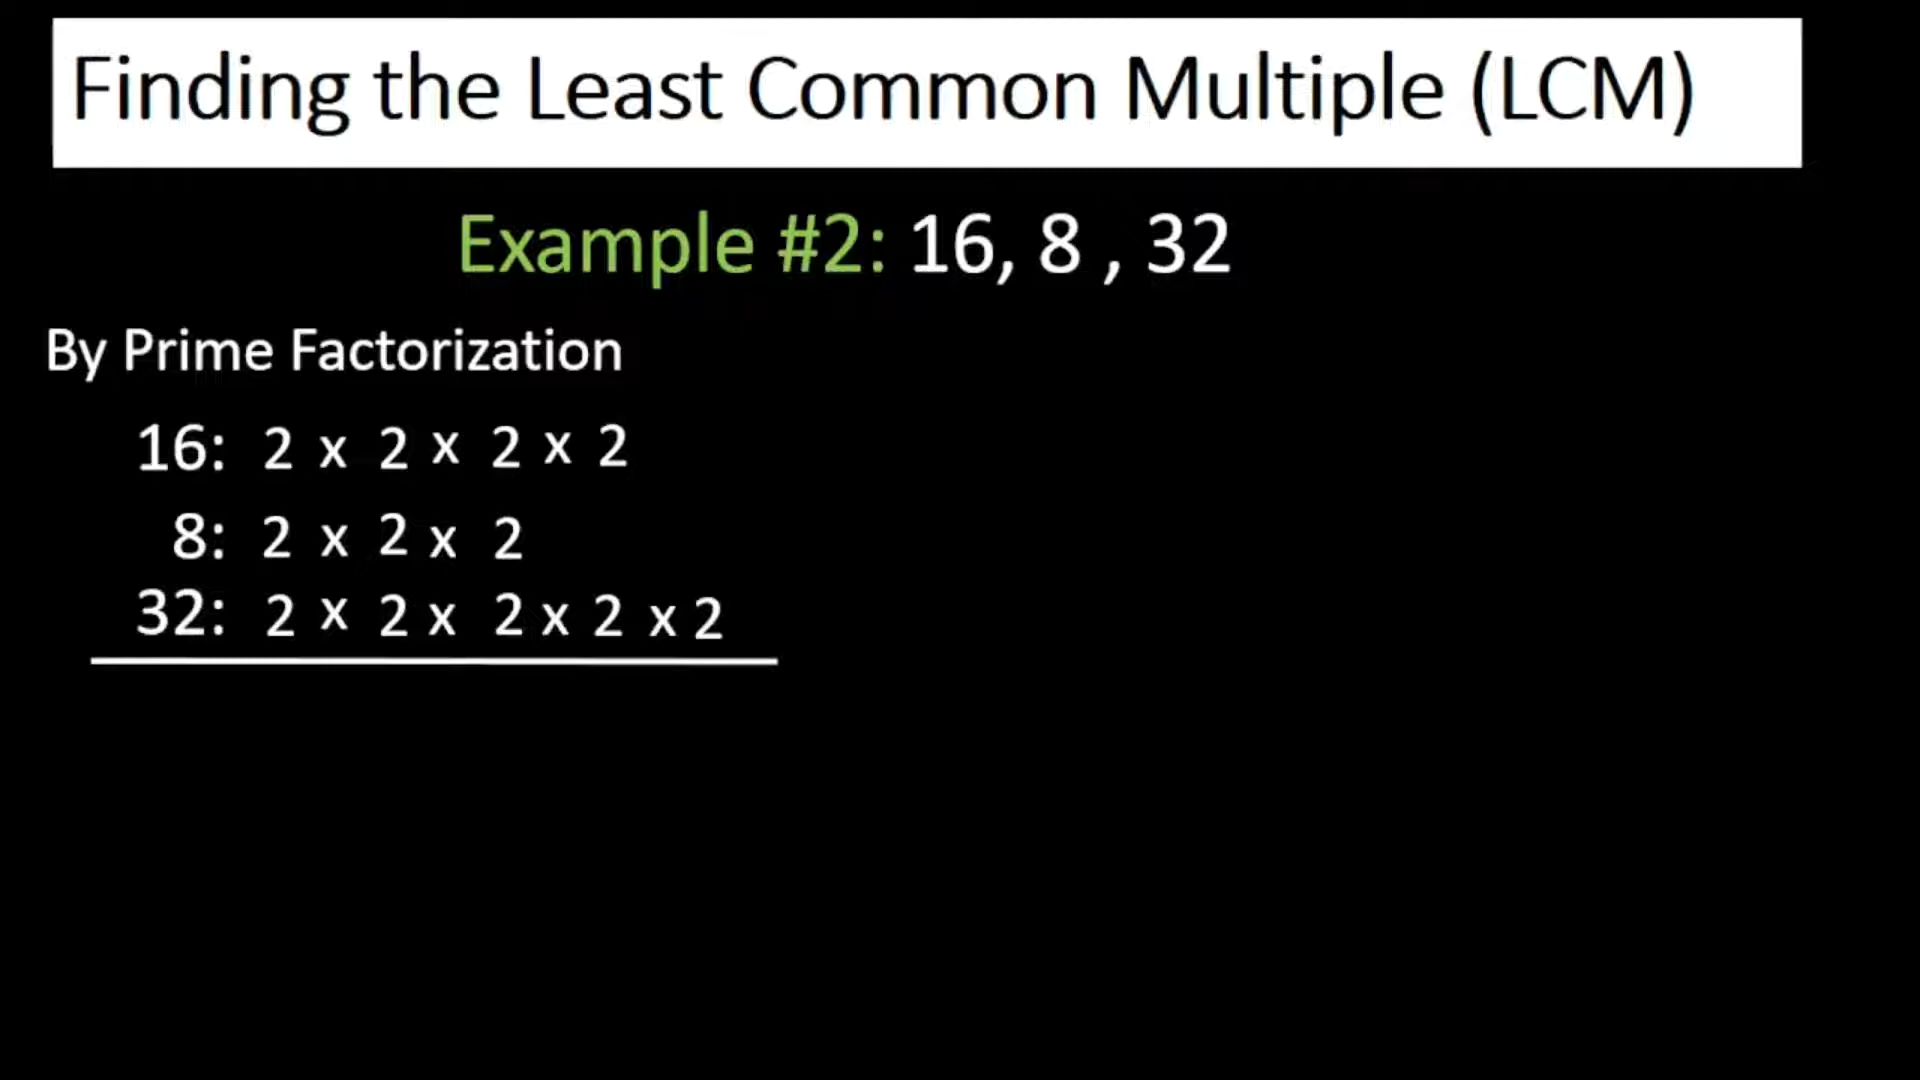 Finding the Least Common Multiple (LCM)
Example #2: 16, 8 , 32
By Prime Factorization
16: 2 x 2 x 2 x 2
8: 2 x 2 x 2
32: 2 x 2 x 2 x 2 x 2